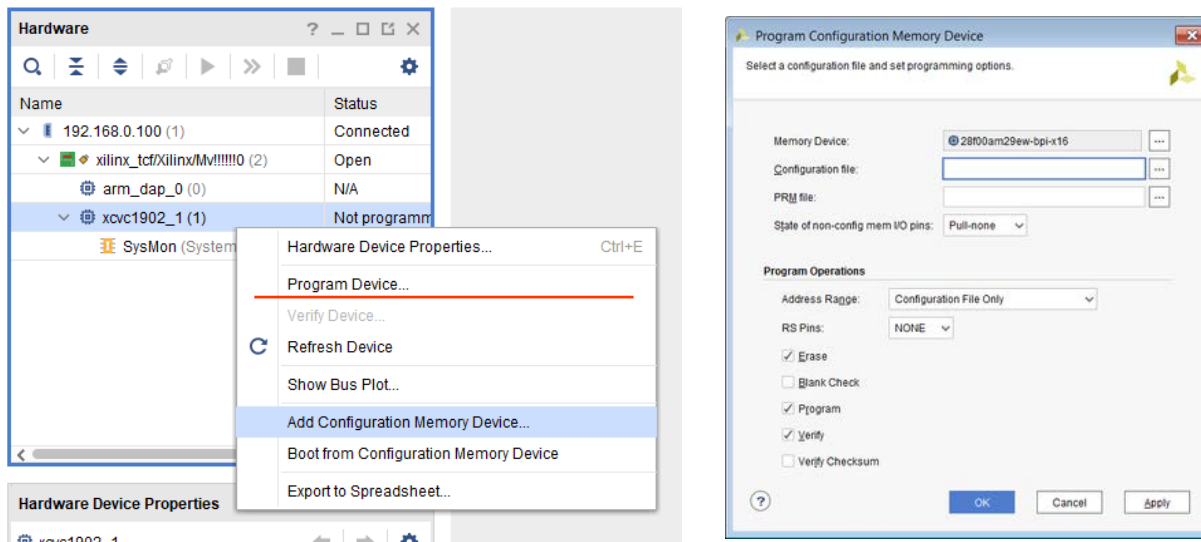 Hardware
Name Status
192.168.0.100 (1) Connected
xilinx_tcf/Xilinx/Mv!!!!!!0 (2) Open
arm_dap_0 (0) N/A
xcvc1902_1 (1) Not programm
SysMon (System
Hardware Device Properties... Ctrl+E
Program Device...
Verify Device...
Refresh Device
Show Bus Plot...
Add Configuration Memory Device...
Boot from Configuration Memory Device
Export to Spreadsheet...
Hardware Device Properties
xcvc1902_1
Program Configuration Memory Device
Select a configuration file and set programming options.
Memory Device: 28f00am29ew-bpi-x16 ...
Configuration file: ...
PRM file: ...
State of non-config mem I/O pins: Pull-none
Program Operations
Address Range: Configuration File Only
RS Pins: NONE
Erase
Blank Check
Program
Verify
Verify Checksum
? OK Cancel Apply